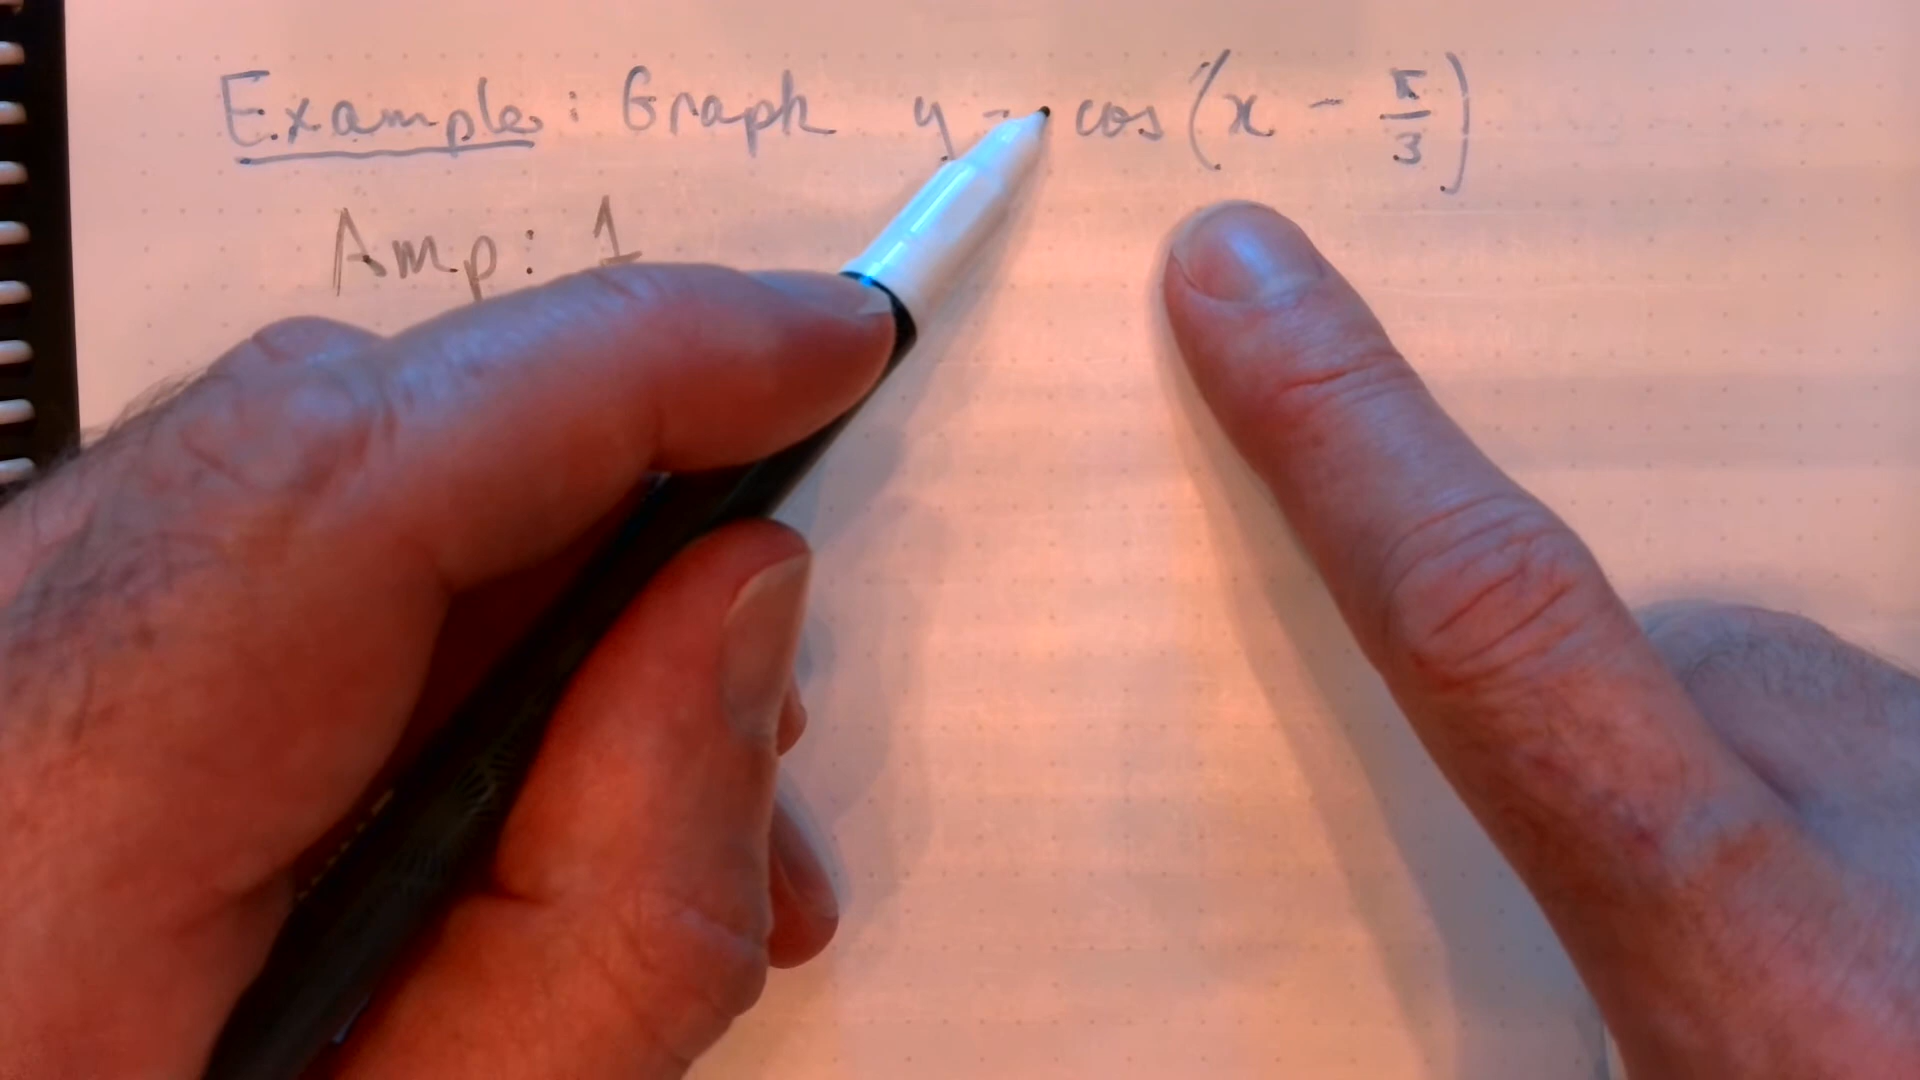 Example: Graph y = cos(x - π/3)
Amp: 1